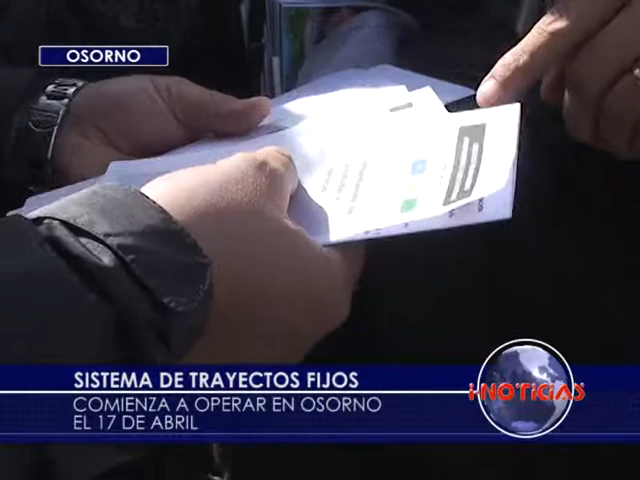 OSORNO
SISTEMA DE TRAYECTOS FIJOS
COMIENZA A OPERAR EN OSORNO
EL 17 DE ABRIL
i-NOTICIAS